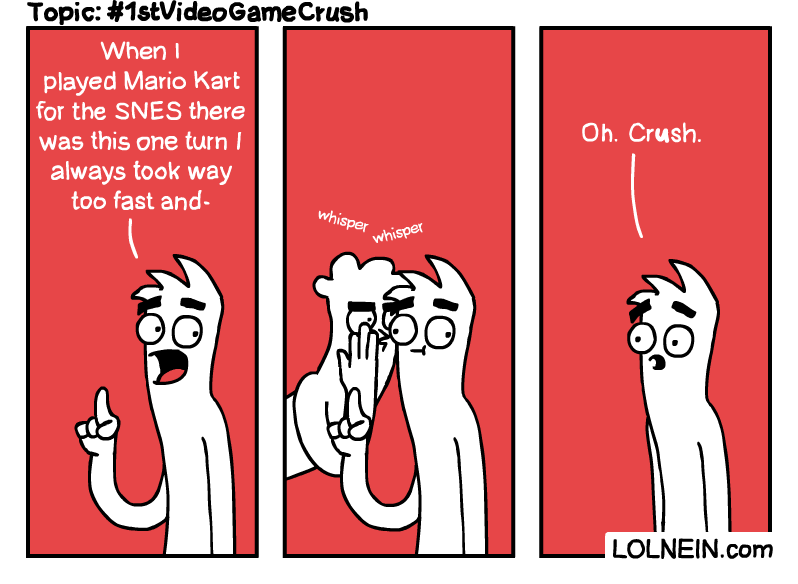 Topic: #1stVideoGameCrush
When I
played Mario Kart
for the SNES there
was this one turn I
always took way
too fast and-
whisper
whisper
Oh. Crush.
LOLNEIN.com